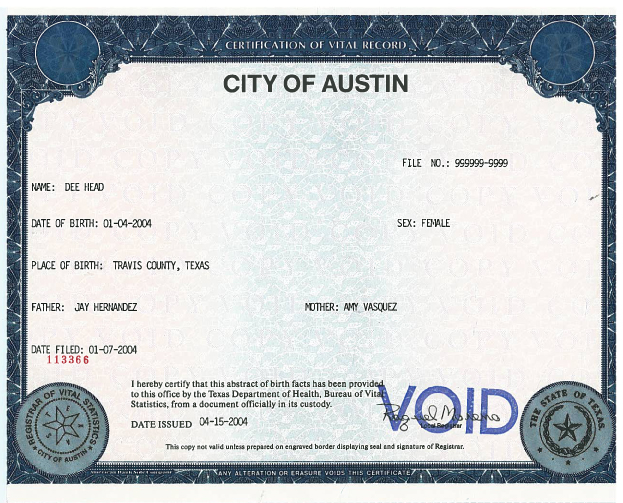 CERTIFICATION OF VITAL RECORD
CITY OF AUSTIN
FILE NO.: 999999-9999
NAME: DEE HEAD
DATE OF BIRTH: 01-04-2004
SEX: FEMALE
PLACE OF BIRTH: TRAVIS COUNTY, TEXAS
FATHER: JAY HERNANDEZ
MOTHER: AMY VASQUEZ
DATE FILED: 01-07-2004
113366
I hereby certify that this abstract of birth facts has been provided
to this office by the Texas Department of Health, Bureau of Vital
Statistics, from a document officially in its custody.
DATE ISSUED 04-15-2004
VOID
Raquel Moreno
Local Registrar
This copy not valid unless prepared on engraved border displaying seal and signature of Registrar.
REGISTRAR OF VITAL STATISTICS
CITY OF AUSTIN
THE STATE OF TEXAS
ANY ALTERATION OR ERASURE VOIDS THIS CERTIFICATE